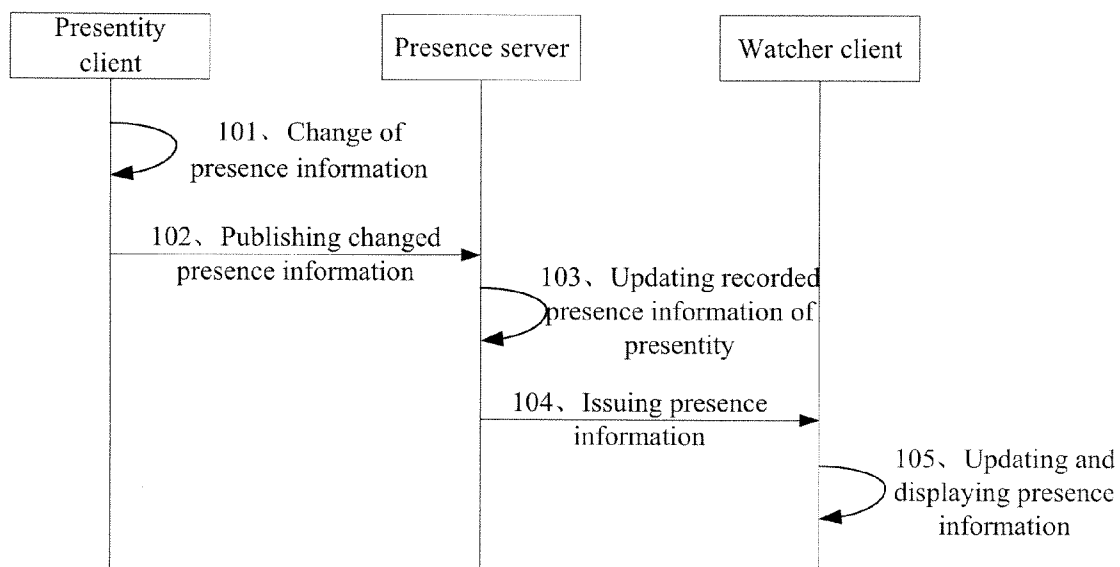 Presentity
client
Presence server
Watcher client
101、Change of
presence information
102、Publishing changed
presence information
103、Updating recorded
presence information of
presentity
104、Issuing presence
information
105、Updating and
displaying presence
information